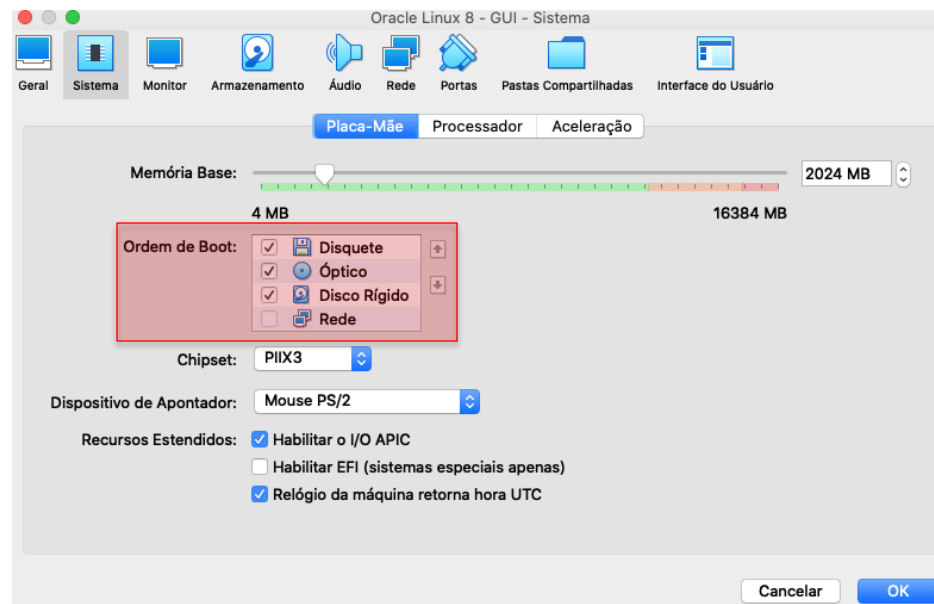 Oracle Linux 8 - GUI - Sistema
Geral Sistema Monitor Armazenamento Áudio Rede Portas Pastas Compartilhadas Interface do Usuário
Placa-Mãe Processador Aceleração
Memória Base: 2024 MB
4 MB 16384 MB
Ordem de Boot: Disquete
Óptico
Disco Rígido
Rede
Chipset: PIIX3
Dispositivo de Apontador: Mouse PS/2
Recursos Estendidos: Habilitar o I/O APIC
Habilitar EFI (sistemas especiais apenas)
Relógio da máquina retorna hora UTC
Cancelar OK